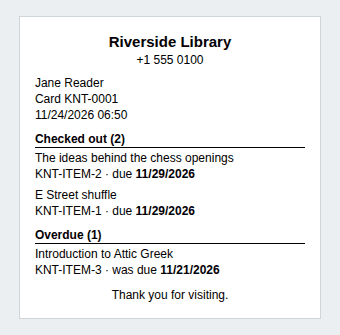 Riverside Library
+1 555 0100
Jane Reader
Card KNT-0001
11/24/2026 06:50
Checked out (2)
The ideas behind the chess openings
KNT-ITEM-2 · due 11/29/2026
E Street shuffle
KNT-ITEM-1 · due 11/29/2026
Overdue (1)
Introduction to Attic Greek
KNT-ITEM-3 · was due 11/21/2026
Thank you for visiting.